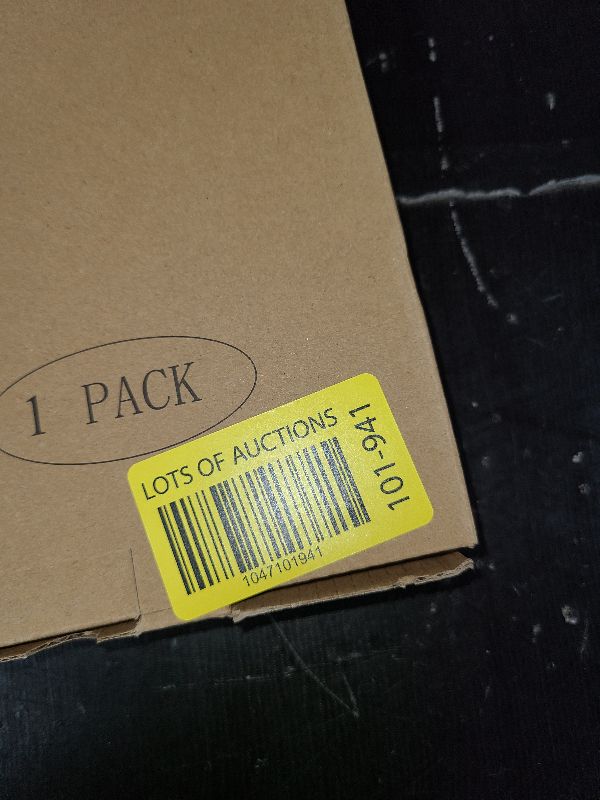 1 PACK
LOTS OF AUCTIONS
101-941
1047101941